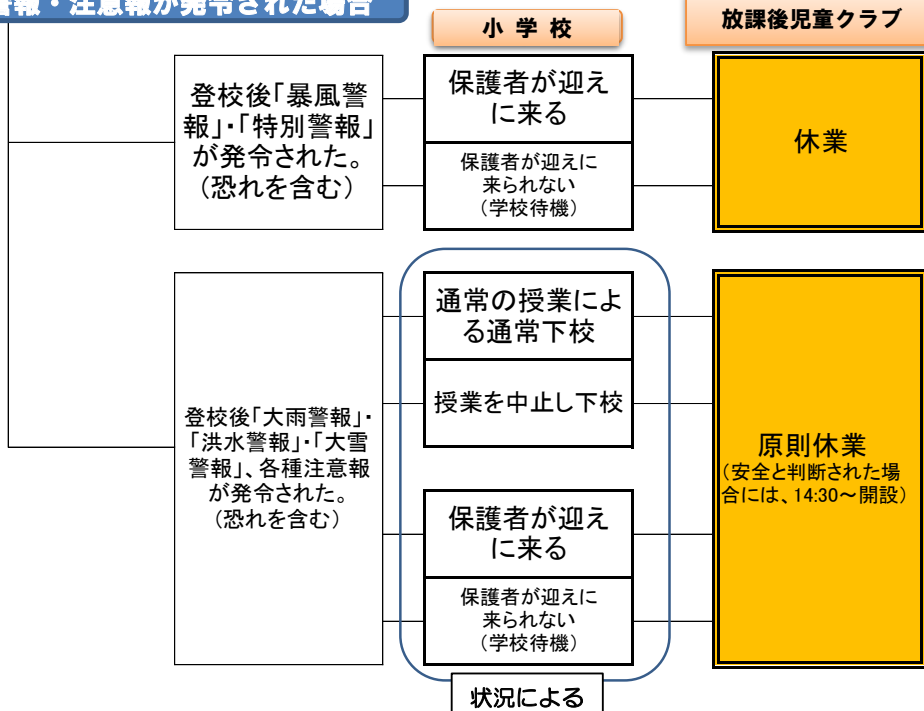 警報・注意報が発令された場合
小学校
放課後児童クラブ
登校後「暴風警
報」・「特別警報」
が発令された。
（恐れを含む）
保護者が迎え
に来る
保護者が迎えに
来られない
（学校待機）
休業
登校後「大雨警報」・
「洪水警報」・「大雪
警報」、各種注意報
が発令された。
（恐れを含む）
通常の授業によ
る通常下校
授業を中止し下校
保護者が迎え
に来る
保護者が迎えに
来られない
（学校待機）
原則休業
（安全と判断された場
合には、14:30～開設）
状況による